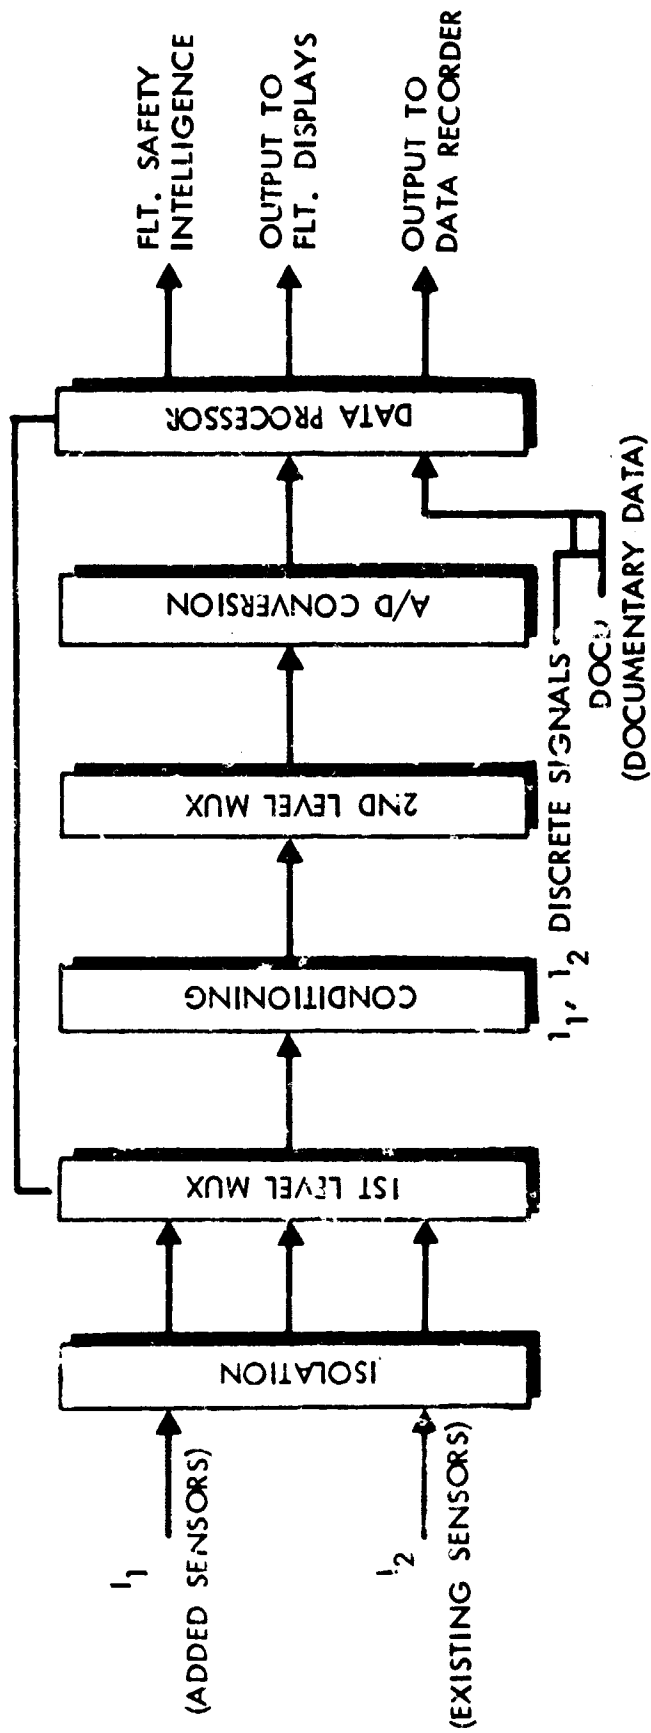 I1
(ADDED SENSORS)
I2
(EXISTING SENSORS)
ISOLATION
1ST LEVEL MUX
CONDITIONING
2ND LEVEL MUX
A/D CONVERSION
DATA PROCESSOR
FLT. SAFETY
INTELLIGENCE
OUTPUT TO
FLT. DISPLAYS
OUTPUT TO
DATA RECORDER
I1, I2 DISCRETE SIGNALS
DOCD
(DOCUMENTARY DATA)